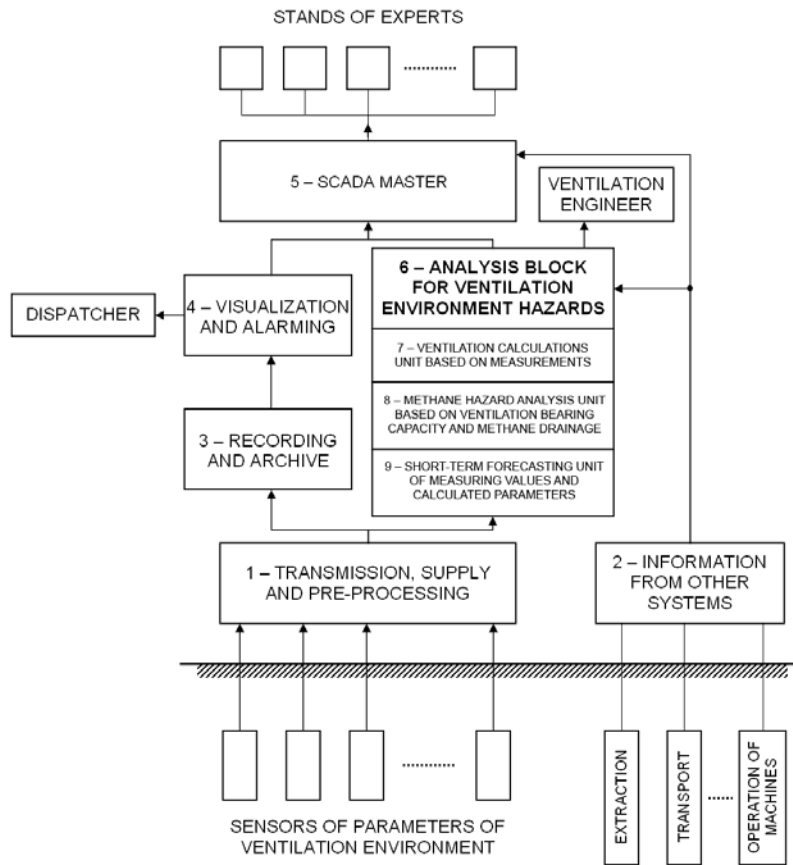 STANDS OF EXPERTS
5 – SCADA MASTER
VENTILATION
ENGINEER
6 – ANALYSIS BLOCK
FOR VENTILATION
ENVIRONMENT HAZARDS
4 – VISUALIZATION
AND ALARMING
DISPATCHER
7 – VENTILATION CALCULATIONS
UNIT BASED ON MEASUREMENTS
8 – METHANE HAZARD ANALYSIS UNIT
BASED ON VENTILATION BEARING
CAPACITY AND METHANE DRAINAGE
3 – RECORDING
AND ARCHIVE
9 – SHORT-TERM FORECASTING UNIT
OF MEASURING VALUES AND
CALCULATED PARAMETERS
1 – TRANSMISSION, SUPPLY
AND PRE-PROCESSING
2 – INFORMATION
FROM OTHER
SYSTEMS
EXTRACTION
TRANSPORT
OPERATION OF
MACHINES
SENSORS OF PARAMETERS OF
VENTILATION ENVIRONMENT